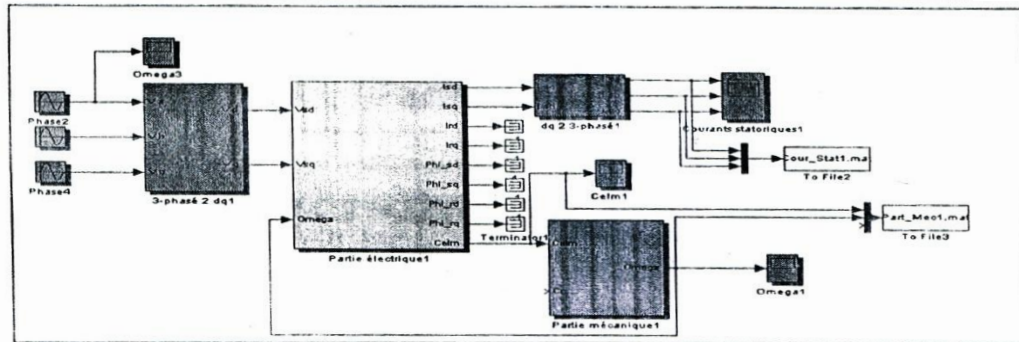 Omega3
Phase2
Phase4
3-phasé 2 dq1
Vsd
Vsq
Omega
Isd
Isq
Ird
Irq
Phi_sd
Phi_sq
Phi_rd
Phi_rq
Celm
Partie électrique1
dq 2 3-phasé1
Courants statoriques1
Cour_Stat1.ma
To File2
Celm1
Terminator1
Part_Mec1.mat
To File3
Omega
Partie mécanique1
Omega1